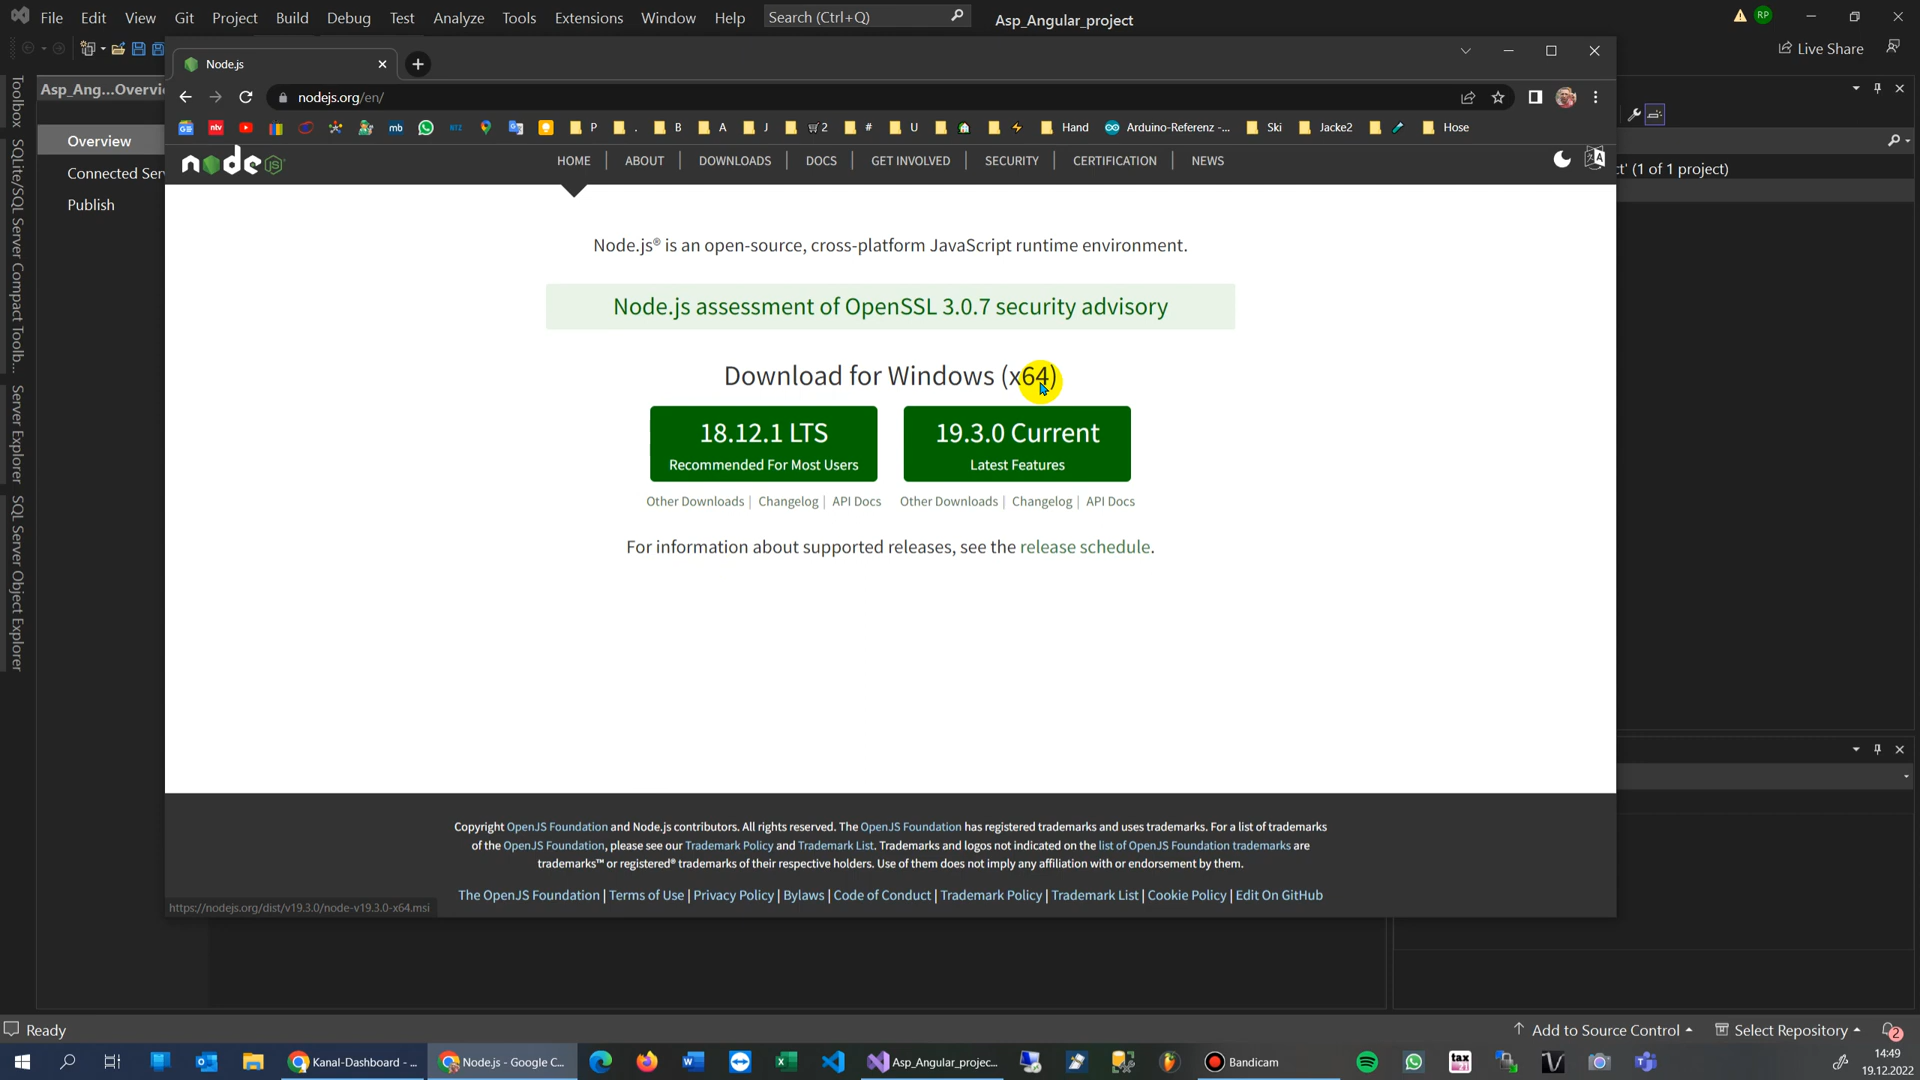 File Edit View Git Project Build Debug Test Analyze Tools Extensions Window Help Search (Ctrl+Q) Asp_Angular_project RP
Live Share
Node.js
nodejs.org/en/
ntv mb P . B A J 2 # U Hand Arduino-Referenz -... Ski Jacke2 Hose
Asp_Ang...Overvi
Overview
Connected Ser
Publish
Toolbox
SQLite/SQL Server Compact Toolb...
Server Explorer
SQL Server Object Explorer
node JS
HOME | ABOUT | DOWNLOADS | DOCS | GET INVOLVED | SECURITY | CERTIFICATION | NEWS
t' (1 of 1 project)
Node.js® is an open-source, cross-platform JavaScript runtime environment.
Node.js assessment of OpenSSL 3.0.7 security advisory
Download for Windows (x64)
18.12.1 LTS
Recommended For Most Users
19.3.0 Current
Latest Features
Other Downloads | Changelog | API Docs Other Downloads | Changelog | API Docs
For information about supported releases, see the release schedule.
Copyright OpenJS Foundation and Node.js contributors. All rights reserved. The OpenJS Foundation has registered trademarks and uses trademarks. For a list of trademarks
of the OpenJS Foundation, please see our Trademark Policy and Trademark List. Trademarks and logos not indicated on the list of OpenJS Foundation trademarks are
trademarks™ or registered® trademarks of their respective holders. Use of them does not imply any affiliation with or endorsement by them.
The OpenJS Foundation | Terms of Use | Privacy Policy | Bylaws | Code of Conduct | Trademark Policy | Trademark List | Cookie Policy | Edit On GitHub
https://nodejs.org/dist/v19.3.0/node-v19.3.0-x64.msi
Ready
Add to Source Control
Select Repository
2
Kanal-Dashboard - ...
Node.js - Google C...
Asp_Angular_projec...
Bandicam
tax
14:49
19.12.2022